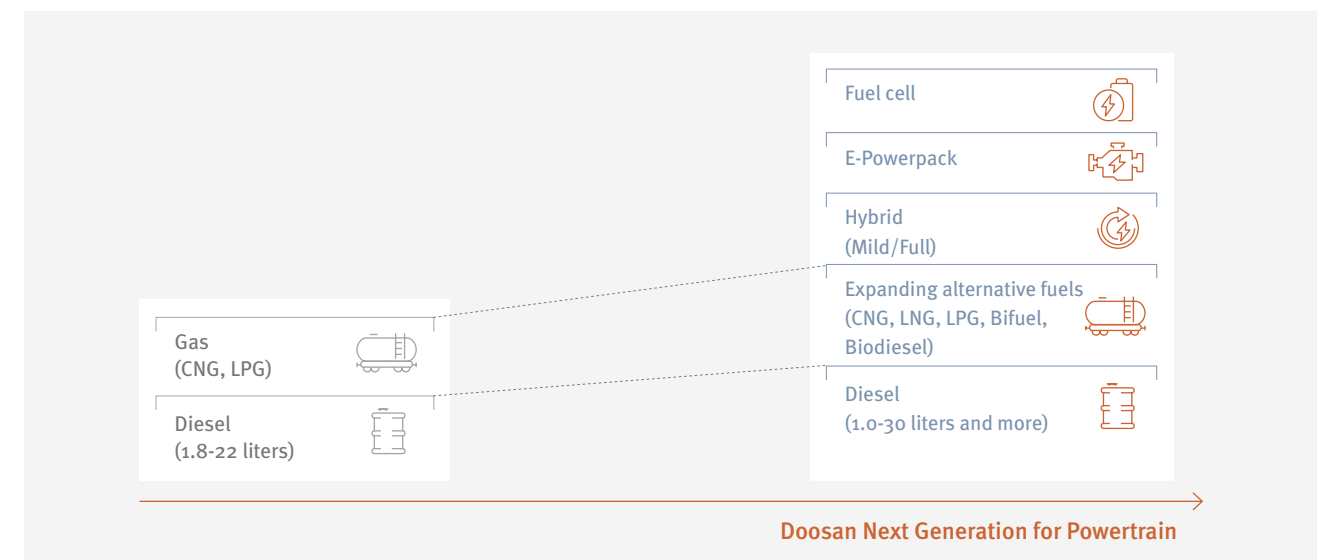 Gas
(CNG, LPG)
Diesel
(1.8-22 liters)
Fuel cell
E-Powerpack
Hybrid
(Mild/Full)
Expanding alternative fuels
(CNG, LNG, LPG, Bifuel,
Biodiesel)
Diesel
(1.0-30 liters and more)
Doosan Next Generation for Powertrain